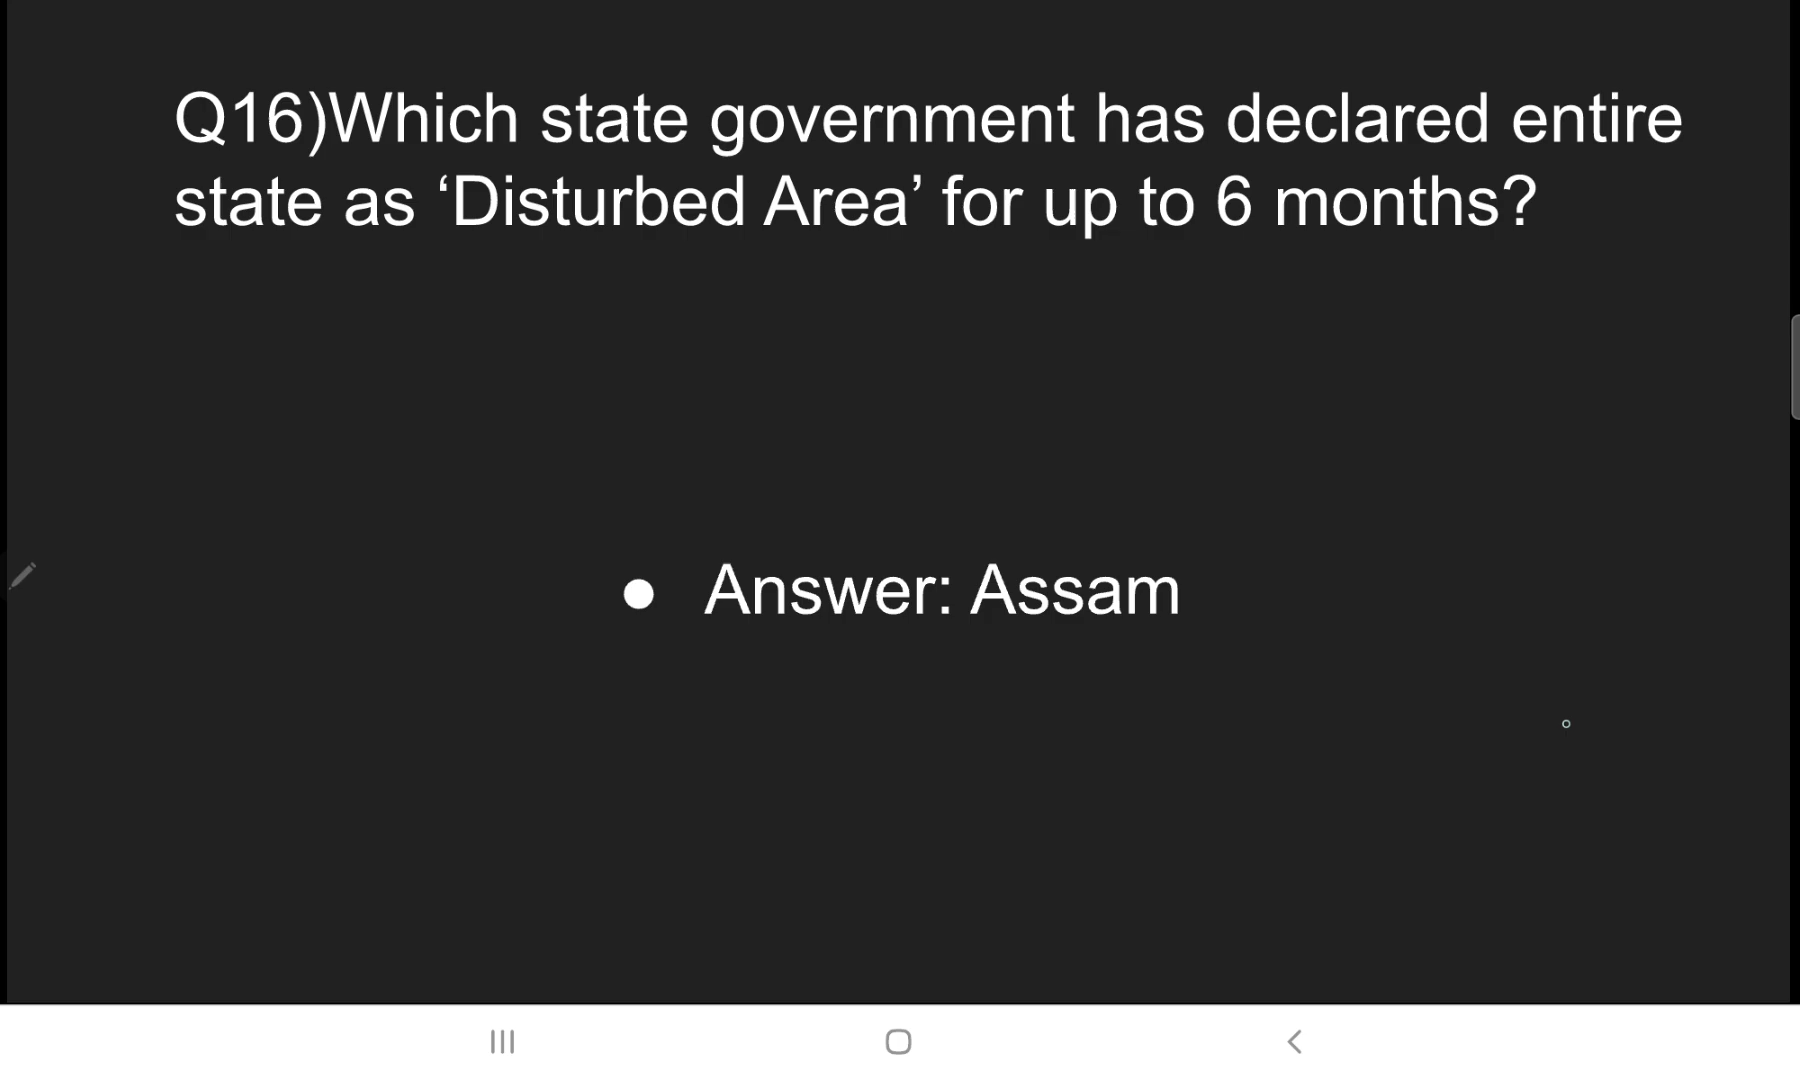 Q16)Which state government has declared entire
state as ‘Disturbed Area’ for up to 6 months?
● Answer: Assam